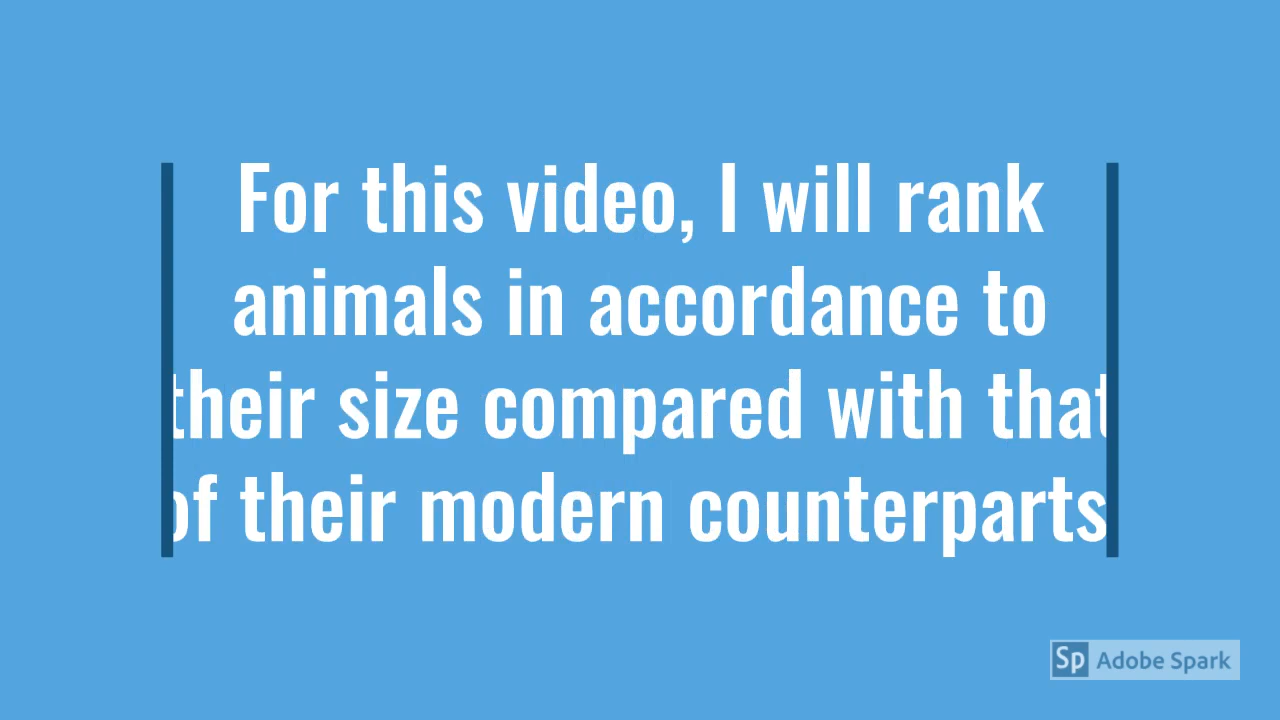 For this video, I will rank
animals in accordance to
their size compared with that
of their modern counterparts
Sp Adobe Spark